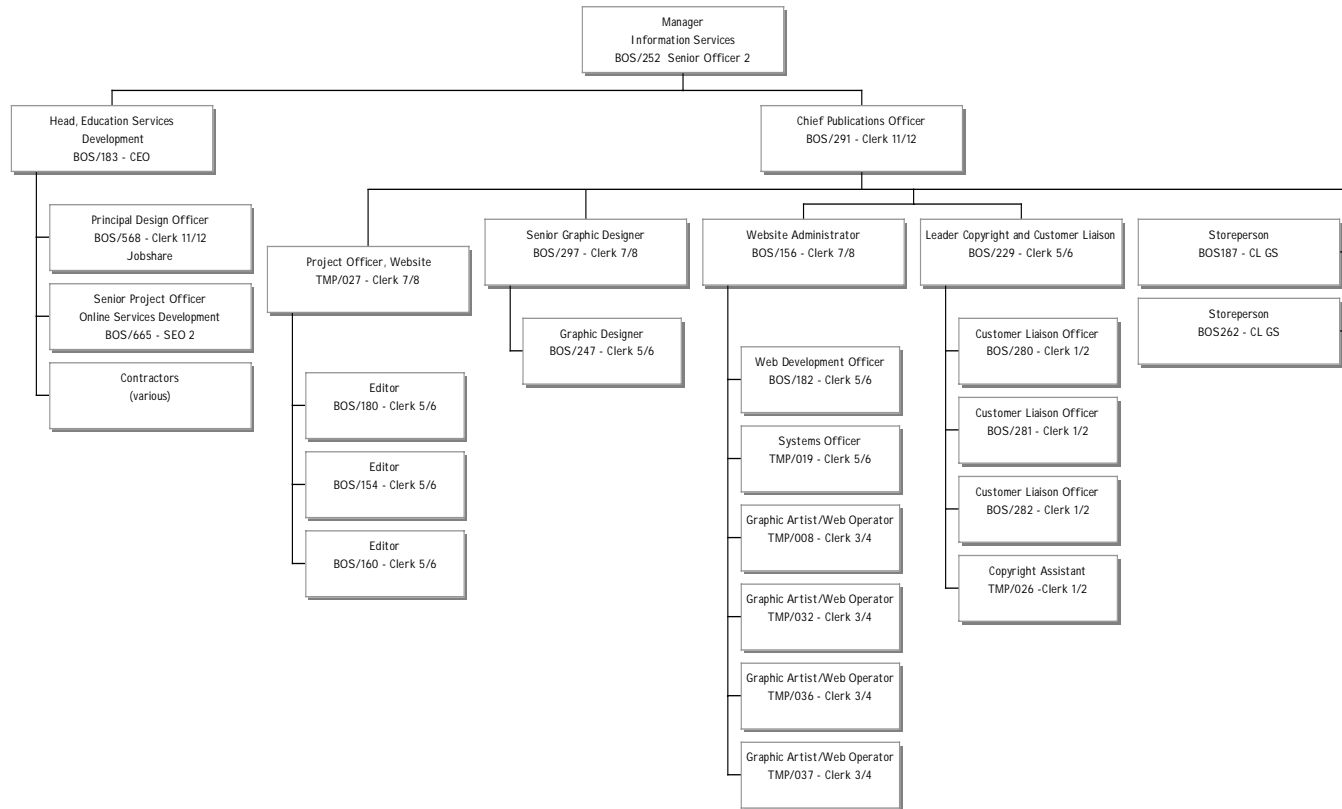 Manager
Information Services
BOS/252 Senior Officer 2
Head, Education Services
Development
BOS/183 - CEO
Chief Publications Officer
BOS/291 - Clerk 11/12
Principal Design Officer
BOS/568 - Clerk 11/12
Jobshare
Senior Project Officer
Online Services Development
BOS/665 - SEO 2
Contractors
(various)
Project Officer, Website
TMP/027 - Clerk 7/8
Editor
BOS/180 - Clerk 5/6
Editor
BOS/154 - Clerk 5/6
Editor
BOS/160 - Clerk 5/6
Senior Graphic Designer
BOS/297 - Clerk 7/8
Graphic Designer
BOS/247 - Clerk 5/6
Website Administrator
BOS/156 - Clerk 7/8
Web Development Officer
BOS/182 - Clerk 5/6
Systems Officer
TMP/019 - Clerk 5/6
Graphic Artist/Web Operator
TMP/008 - Clerk 3/4
Graphic Artist/Web Operator
TMP/032 - Clerk 3/4
Graphic Artist/Web Operator
TMP/036 - Clerk 3/4
Graphic Artist/Web Operator
TMP/037 - Clerk 3/4
Leader Copyright and Customer Liaison
BOS/229 - Clerk 5/6
Customer Liaison Officer
BOS/280 - Clerk 1/2
Customer Liaison Officer
BOS/281 - Clerk 1/2
Customer Liaison Officer
BOS/282 - Clerk 1/2
Copyright Assistant
TMP/026 -Clerk 1/2
Storeperson
BOS187 - CL GS
Storeperson
BOS262 - CL GS